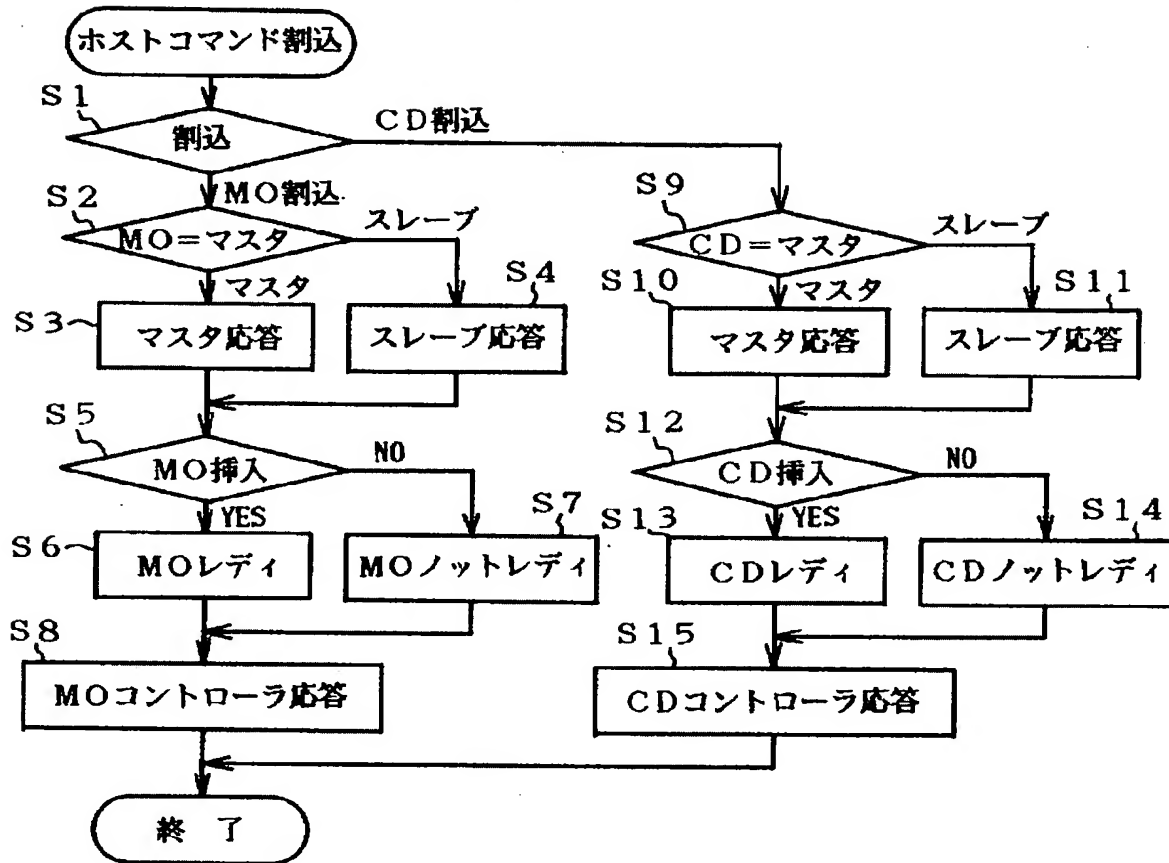 ホストコマンド割込
S1
割込
CD割込
MO割込
S2
MO=マスタ
スレーブ
マスタ
S3
マスタ応答
S4
スレーブ応答
S5
MO挿入
NO
YES
S6
MOレディ
S7
MOノットレディ
S8
MOコントローラ応答
S9
CD=マスタ
スレーブ
マスタ
S10
マスタ応答
S11
スレーブ応答
S12
CD挿入
NO
YES
S13
CDレディ
S14
CDノットレディ
S15
CDコントローラ応答
終了